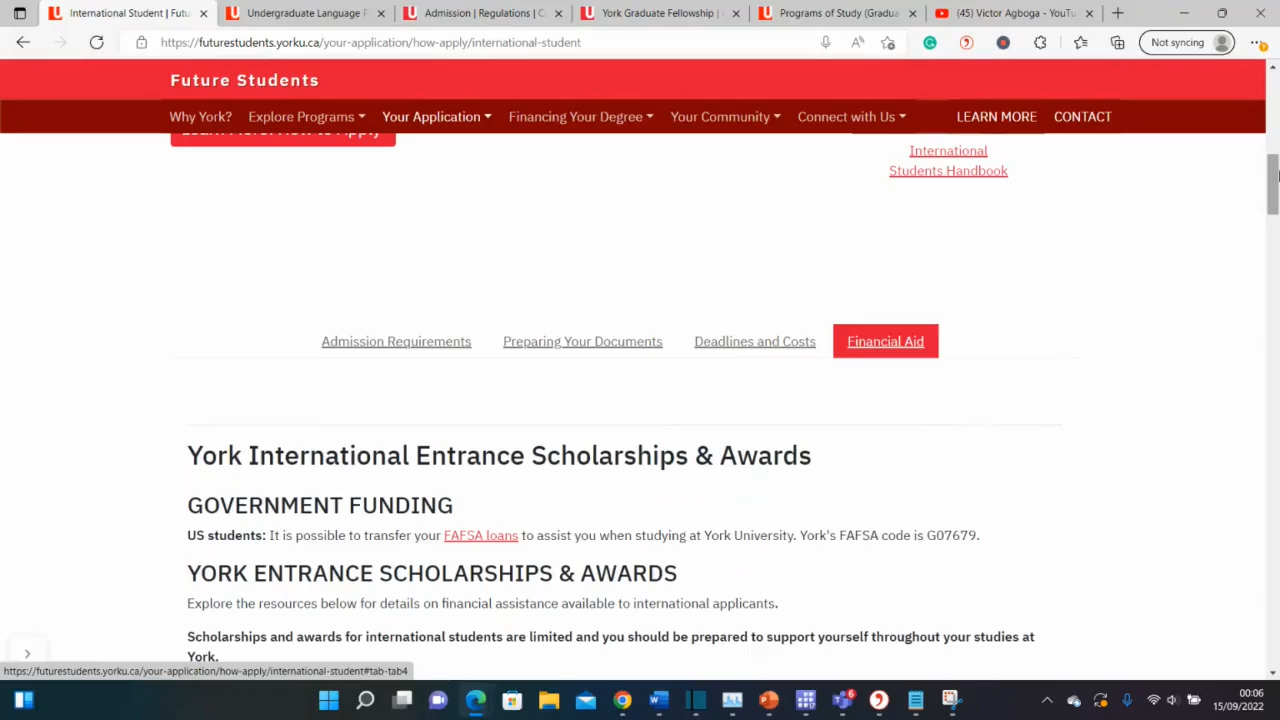 International Student | Futu
Undergraduate Language P
Admission | Regulations | C
York Graduate Fellowship |
Programs of Study (Gradua
(45) Victor Agboga - YouTu
https://futurestudents.yorku.ca/your-application/how-apply/international-student
Not syncing
Future Students
Why York? Explore Programs Your Application Financing Your Degree Your Community Connect with Us LEARN MORE CONTACT
Learn More: How to Apply
International
Students Handbook
Admission Requirements Preparing Your Documents Deadlines and Costs Financial Aid
York International Entrance Scholarships & Awards
GOVERNMENT FUNDING
US students: It is possible to transfer your FAFSA loans to assist you when studying at York University. York's FAFSA code is G07679.
YORK ENTRANCE SCHOLARSHIPS & AWARDS
Explore the resources below for details on financial assistance available to international applicants.
Scholarships and awards for international students are limited and you should be prepared to support yourself throughout your studies at
York.
https://futurestudents.yorku.ca/your-application/how-apply/international-student#tab-tab4
6
00:06
15/09/2022